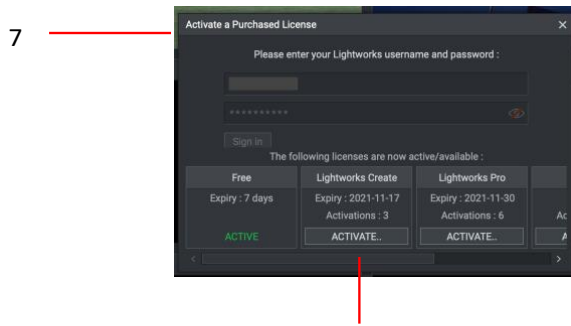 7
Activate a Purchased License
Please enter your Lightworks username and password :
**********
Sign in
The following licenses are now active/available :
Free Lightworks Create Lightworks Pro
Expiry : 7 days Expiry : 2021-11-17 Expiry : 2021-11-30
Activations : 3 Activations : 6
ACTIVE ACTIVATE.. ACTIVATE..